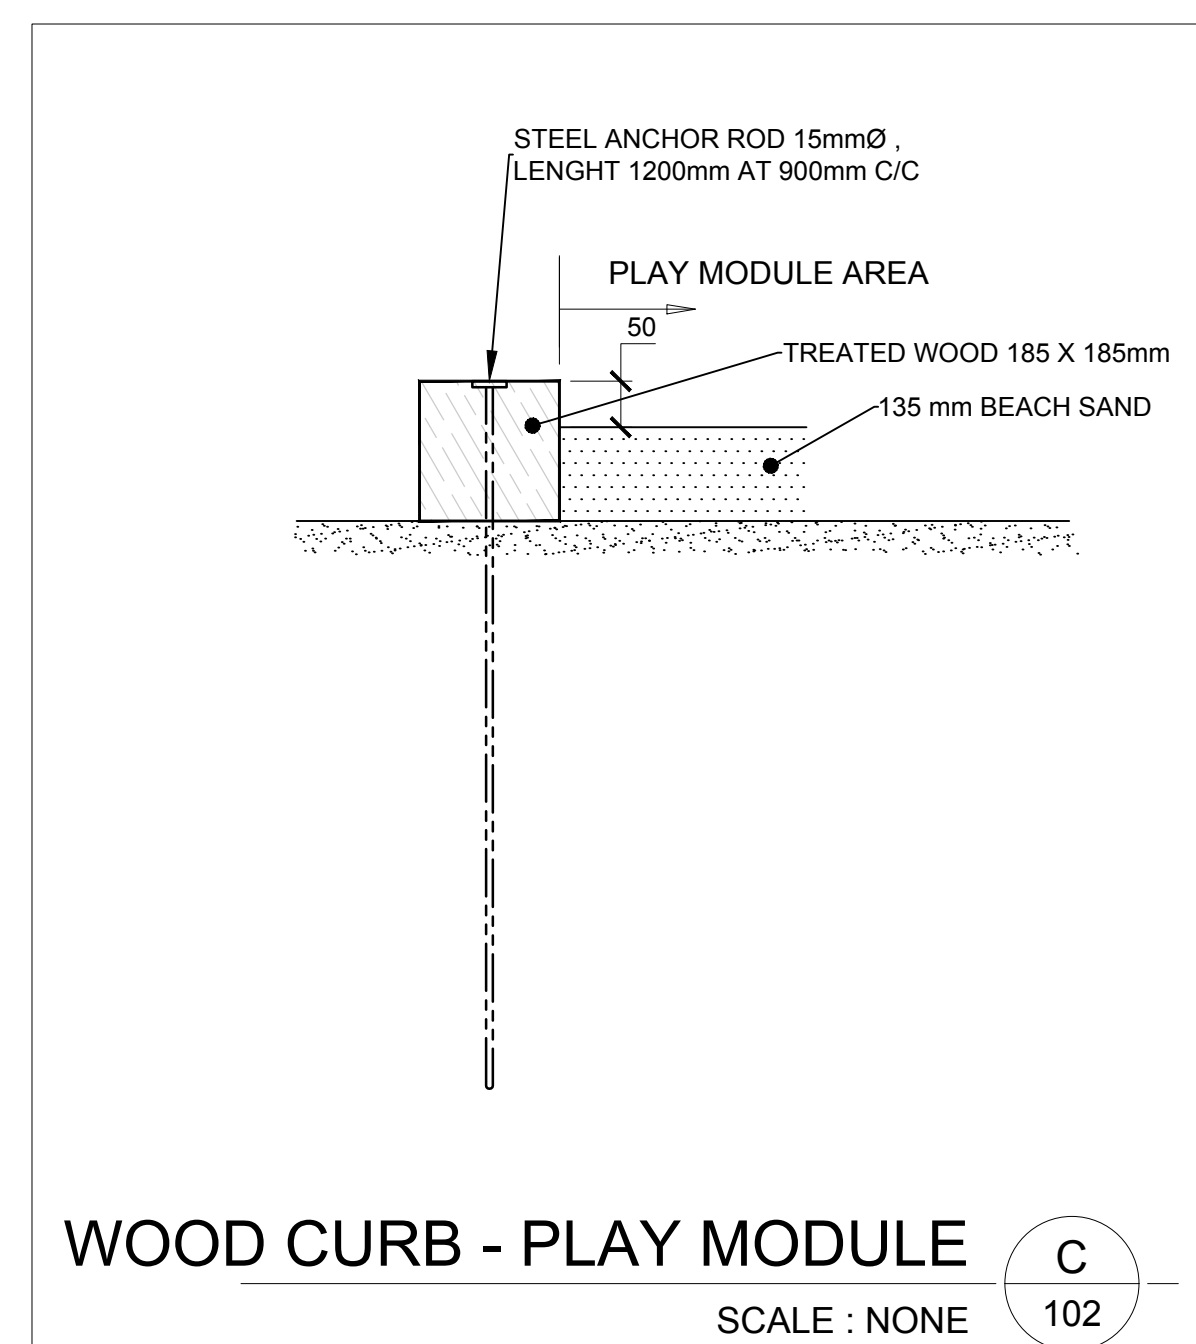 STEEL ANCHOR ROD 15mmØ ,
LENGHT 1200mm AT 900mm C/C
PLAY MODULE AREA
50
TREATED WOOD 185 X 185mm
135 mm BEACH SAND
WOOD CURB - PLAY MODULE
C
102
SCALE : NONE